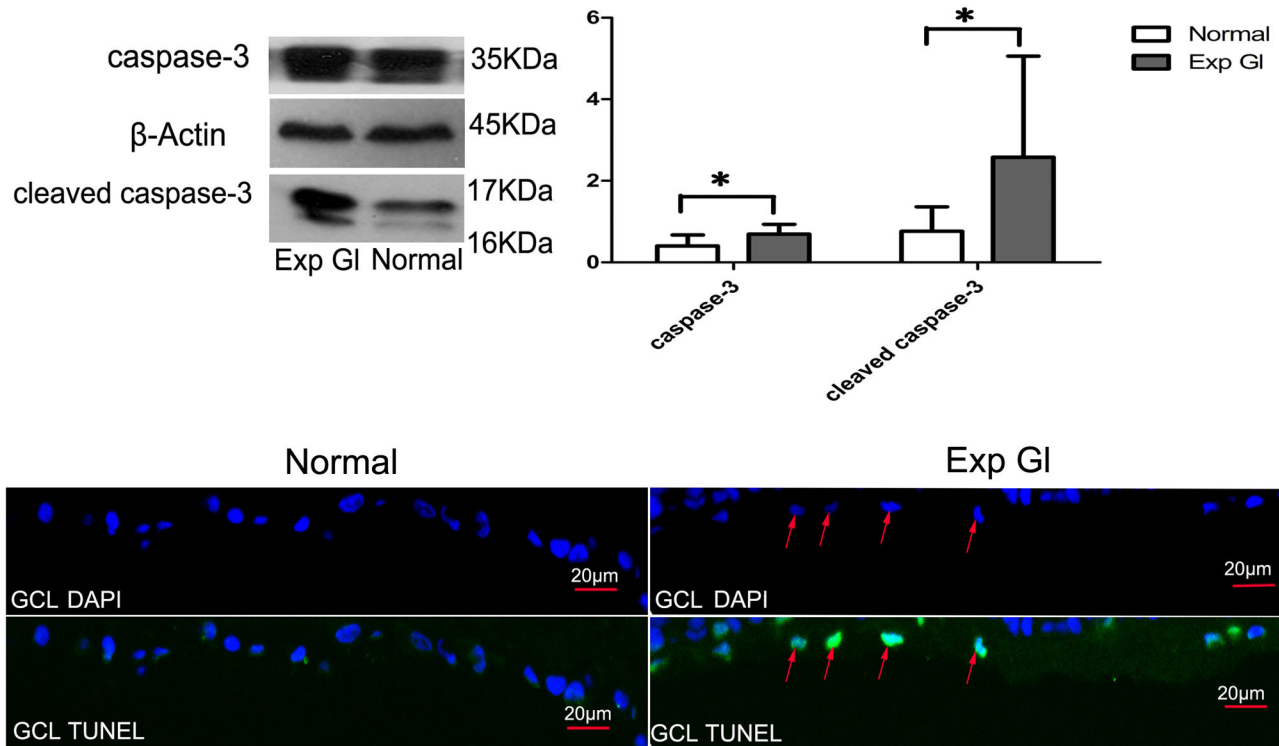 caspase-3
35KDa
β-Actin
45KDa
cleaved caspase-3
17KDa
16KDa
Exp Gl Normal
6
4
2
0
*
*
Normal
Exp Gl
caspase-3
cleaved caspase-3
Normal
Exp Gl
20μm
GCL DAPI
20μm
GCL DAPI
20μm
GCL TUNEL
20μm
GCL TUNEL